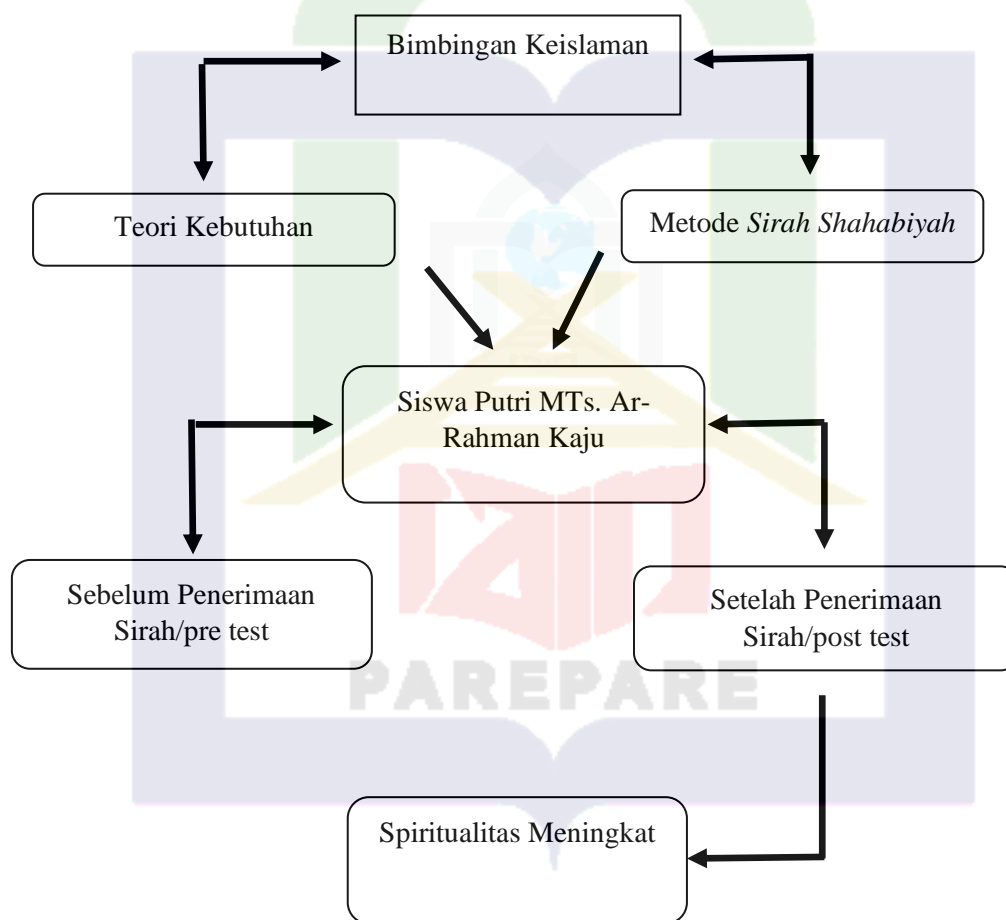 Bimbingan Keislaman
Teori Kebutuhan
Metode Sirah Shahabiyah
Siswa Putri MTs. Ar-
Rahman Kaju
Sebelum Penerimaan
Sirah/pre test
Setelah Penerimaan
Sirah/post test
PAREPARE
Spiritualitas Meningkat